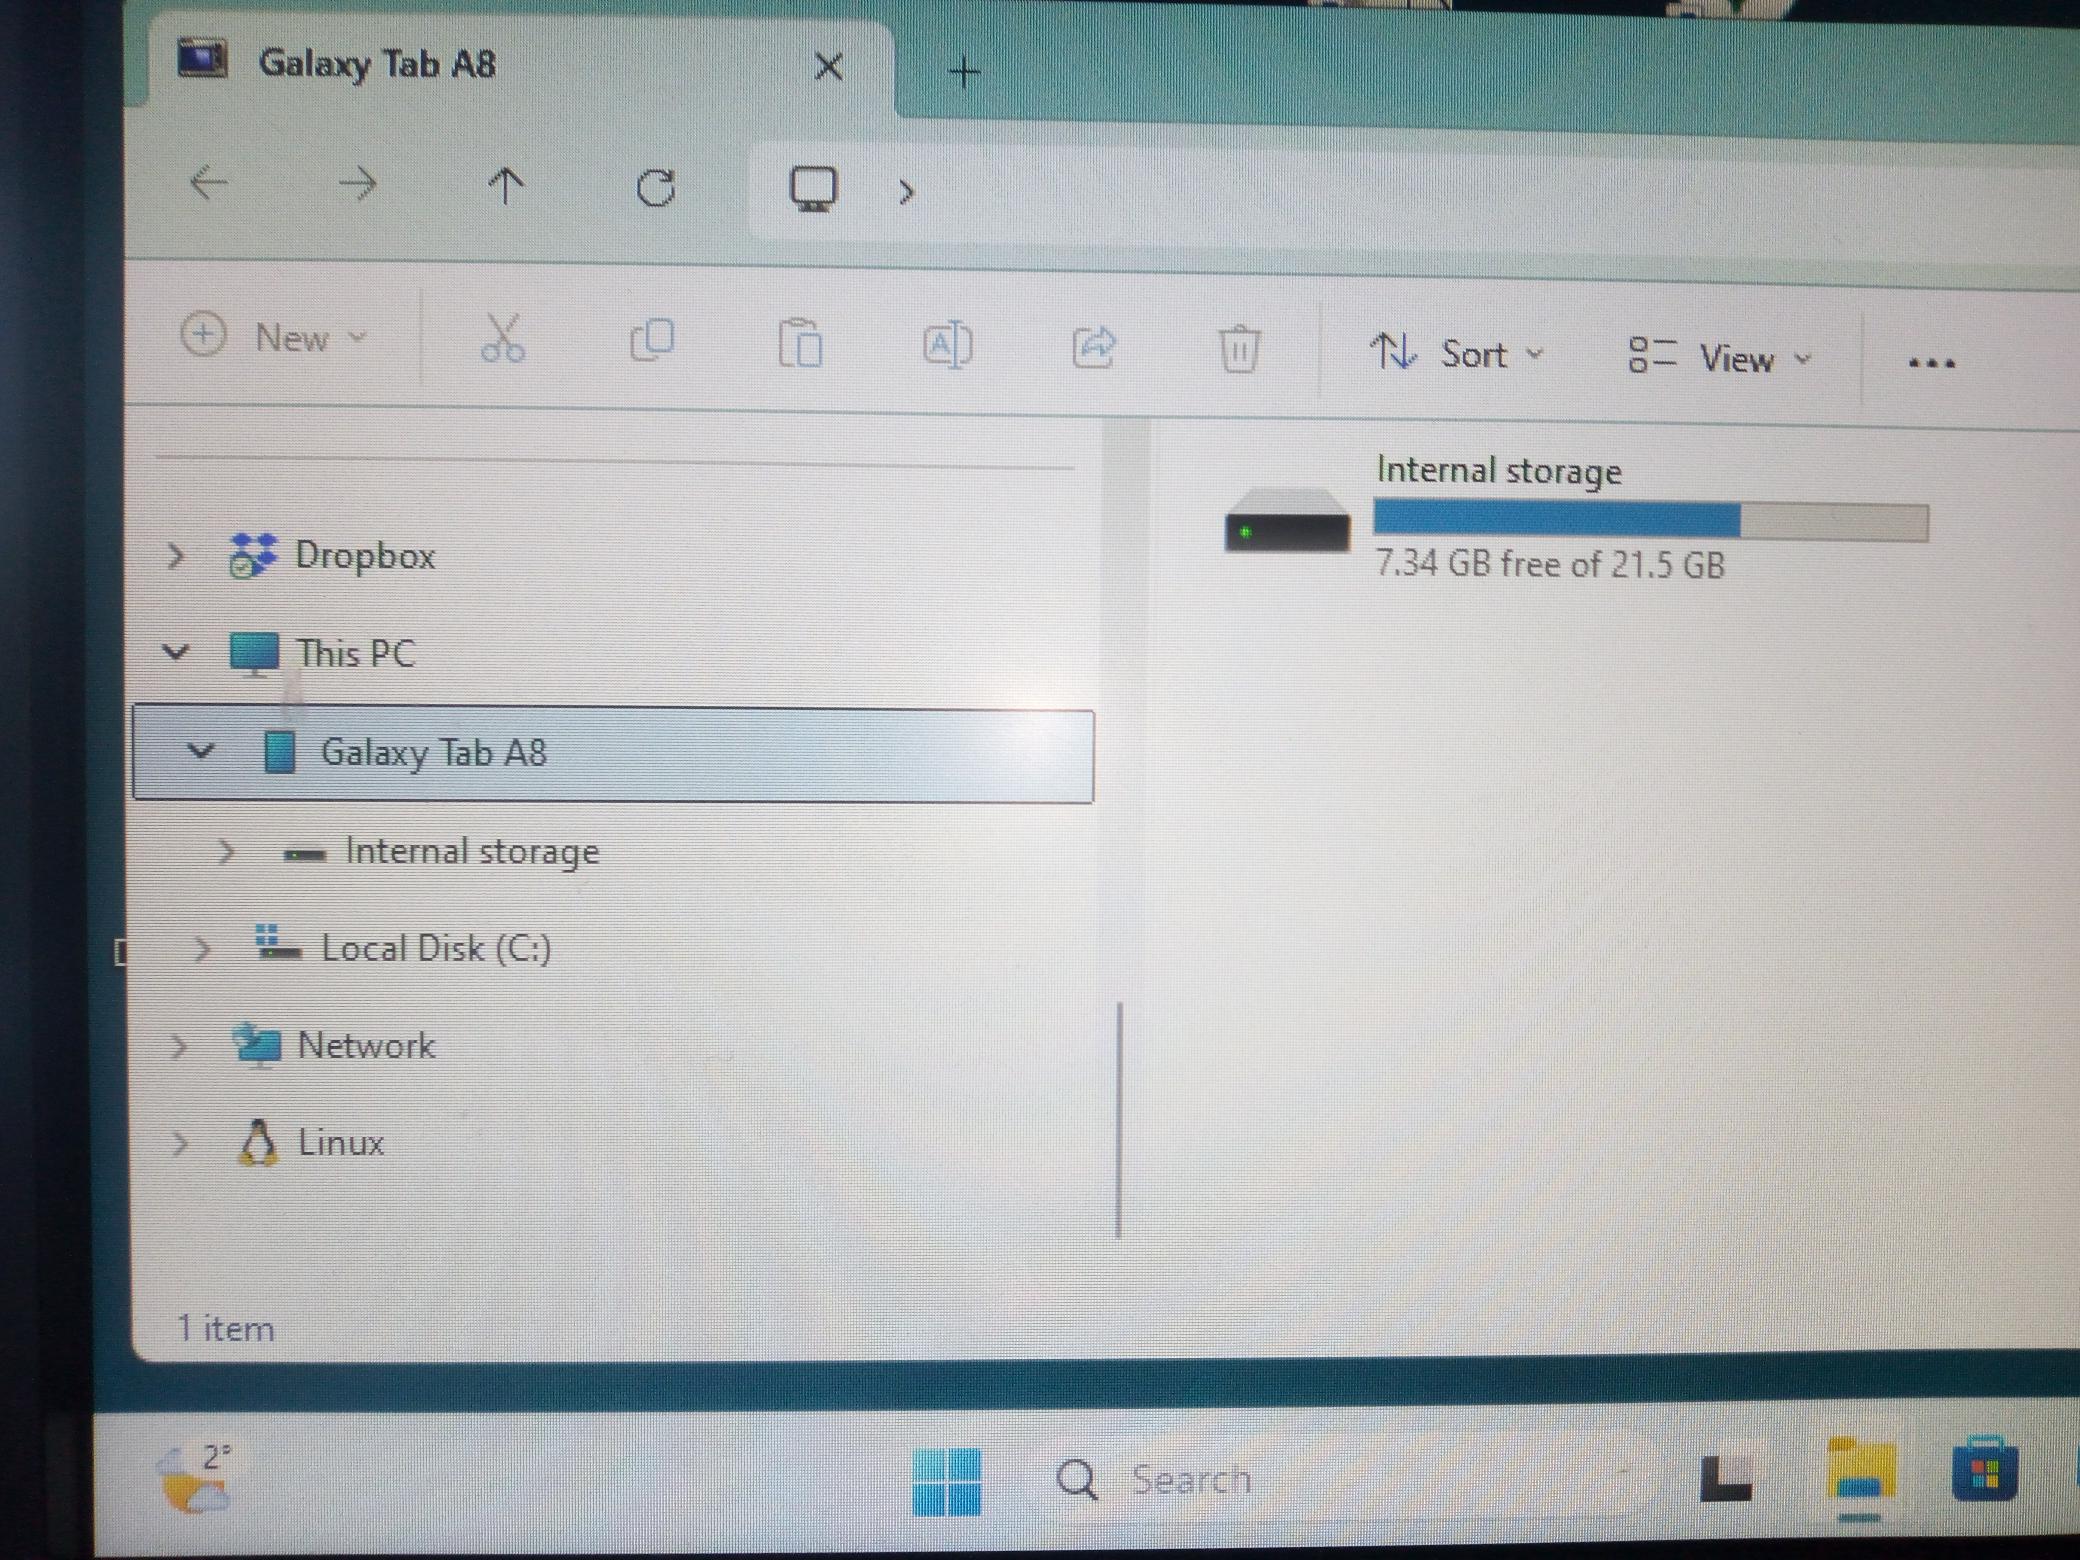 Galaxy Tab A8
New
Sort
View
Dropbox
This PC
Galaxy Tab A8
Internal storage
Local Disk (C:)
Network
Linux
Internal storage
7.34 GB free of 21.5 GB
1 item
2°
Search